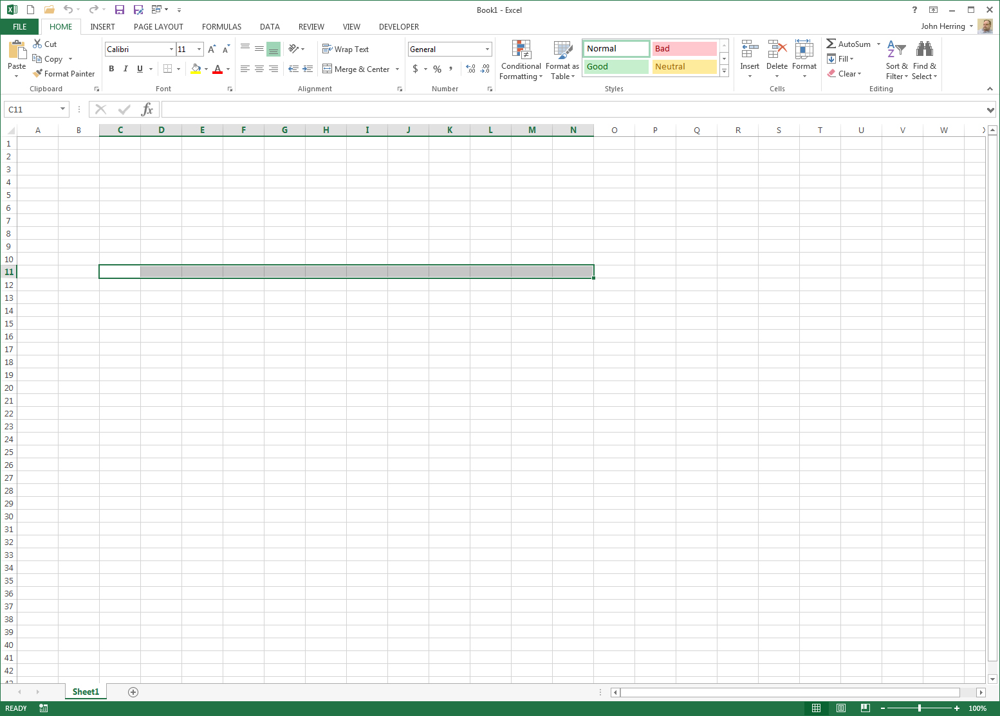 Book1 - Excel
?
FILE HOME INSERT PAGE LAYOUT FORMULAS DATA REVIEW VIEW DEVELOPER John Herring
Paste
Cut
Copy
Format Painter
Clipboard
Calibri 11
B I U A
Font
Wrap Text
Merge & Center
Alignment
General
$ % ,
Number
Conditional Formatting
Format as Table
Normal Bad
Good Neutral
Styles
Insert Delete Format
Cells
AutoSum
Fill
Clear
Sort & Filter
Find & Select
Editing
C11 fx
A B C D E F G H I J K L M N O P Q R S T U V W
1
2
3
4
5
6
7
8
9
10
11
12
13
14
15
16
17
18
19
20
21
22
23
24
25
26
27
28
29
30
31
32
33
34
35
36
37
38
39
40
41
42
Sheet1
READY 100%